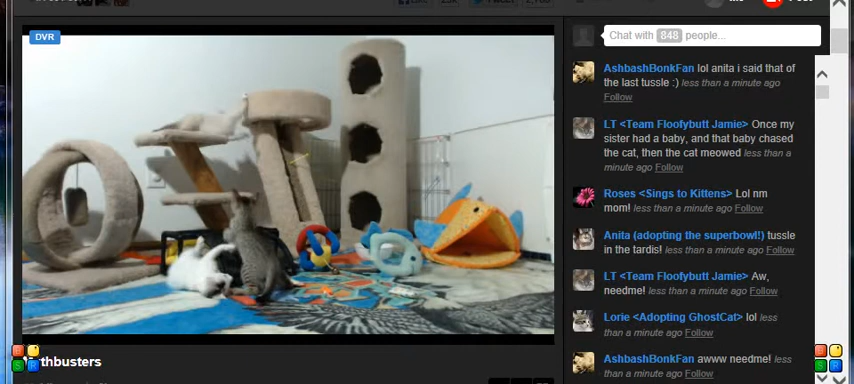 DVR
Chat with 848 people...
AshbashBonkFan lol anita i said that of
the last tussle :) less than a minute ago
Follow
LT <Team Floofybutt Jamie> Once my
sister had a baby, and that baby chased
the cat, then the cat meowed less than a
minute ago Follow
Roses <Sings to Kittens> Lol nm
mom! less than a minute ago Follow
Anita (adopting the superbowl!) tussle
in the tardis! less than a minute ago Follow
LT <Team Floofybutt Jamie> Aw,
needme! less than a minute ago Follow
Lorie <Adopting GhostCat> lol less
than a minute ago Follow
AshbashBonkFan awww needme! less
than a minute ago Follow
thbusters